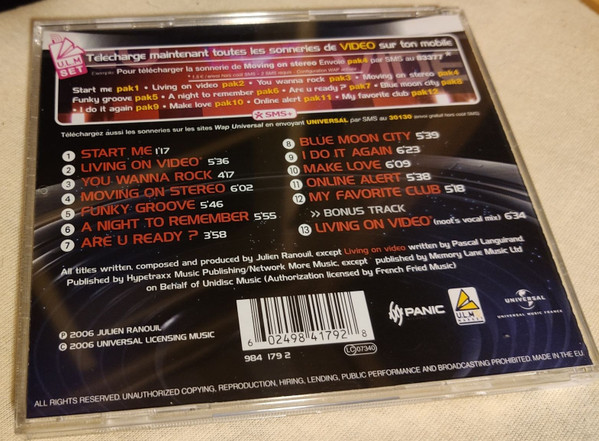 ULM SET
Télécharge maintenant toutes les sonneries de VIDEO sur ton mobile
Exemple: Pour télécharger la sonnerie de Moving on stereo Envoie pak4 par SMS au 83377*
Start me pak1 • Living on video pak2 • You wanna rock pak3 • Moving on stereo pak4
Funky groove pak5 • A night to remember pak6 • Are u ready ? pak7 • Blue moon city pak8
• I do it again pak9 • Make love pak10 • Online alert pak11 • My favorite club pak12
SMS+
Téléchargez aussi les sonneries sur les sites Wap Universal en envoyant UNIVERSAL par SMS au 30130
1 START ME 1'17
2 LIVING ON VIDEO* 5'36
3 YOU WANNA ROCK 4'17
4 MOVING ON STEREO 6'02
5 FUNKY GROOVE 5'46
6 A NIGHT TO REMEMBER 5'55
7 ARE U READY ? 3'58
8 BLUE MOON CITY 5'39
9 I DO IT AGAIN 6'23
10 MAKE LOVE 6'09
11 ONLINE ALERT 5'38
12 MY FAVORITE CLUB 5'18
>> BONUS TRACK
13 LIVING ON VIDEO* (noot's vocal mix) 6'34
All titles written, composed and produced by Julien Ranouil, except Living on video written by Pascal Languirand.
Published by Hypetraxx Music Publishing/Network More Music, except * published by Memory Lane Music Ltd
on Behalf of Unidisc Music (Authorization licensed by French Fried Music)
℗ 2006 JULIEN RANOUIL
© 2006 UNIVERSAL LICENSING MUSIC
6 02498 41792 8
984 179 2
LC 07340
PANIC
ULM
UNIVERSAL
UNIVERSAL MUSIC FRANCE
ALL RIGHTS RESERVED. UNAUTHORIZED COPYING, REPRODUCTION, HIRING, LENDING, PUBLIC PERFORMANCE AND BROADCASTING PROHIBITED. MADE IN THE EU.